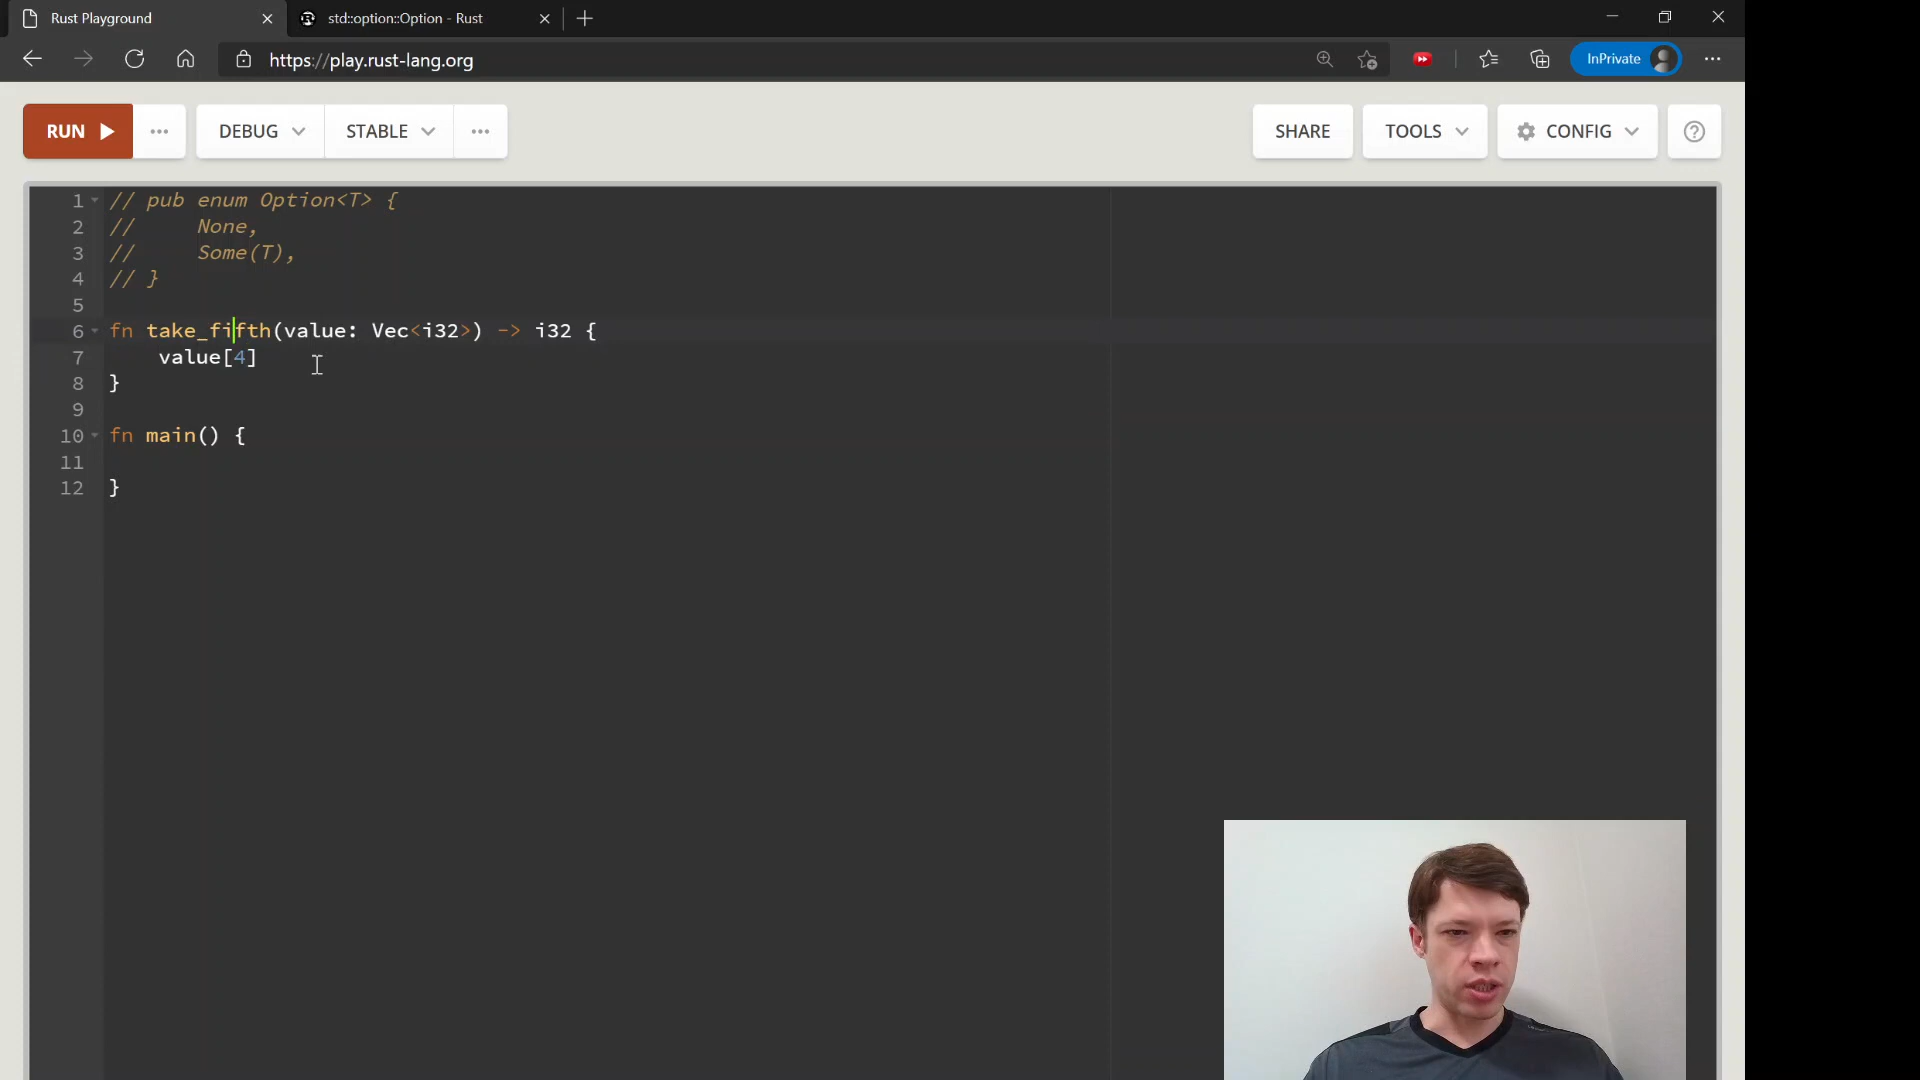 Rust Playground
std::option::Option - Rust
https://play.rust-lang.org
InPrivate
RUN
DEBUG
STABLE
SHARE
TOOLS
CONFIG
1 // pub enum Option<T> {
2 //     None,
3 //     Some(T),
4 // }
5
6 fn take_fifth(value: Vec<i32>) -> i32 {
7     value[4]
8 }
9
10 fn main() {
11
12 }